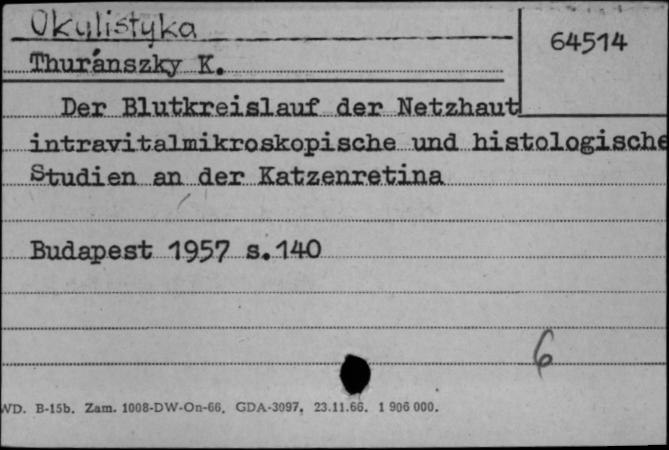 Okulistyka
64514
Thuránszky K.
Der Blutkreislauf der Netzhaut
intravitalmikroskopische und histologische
Studien an der Katzenretina
Budapest 1957 s.140
6
WD. B-15b. Zam. 1008-DW-On-66. GDA-3097. 23.11.66. 1 906 000.